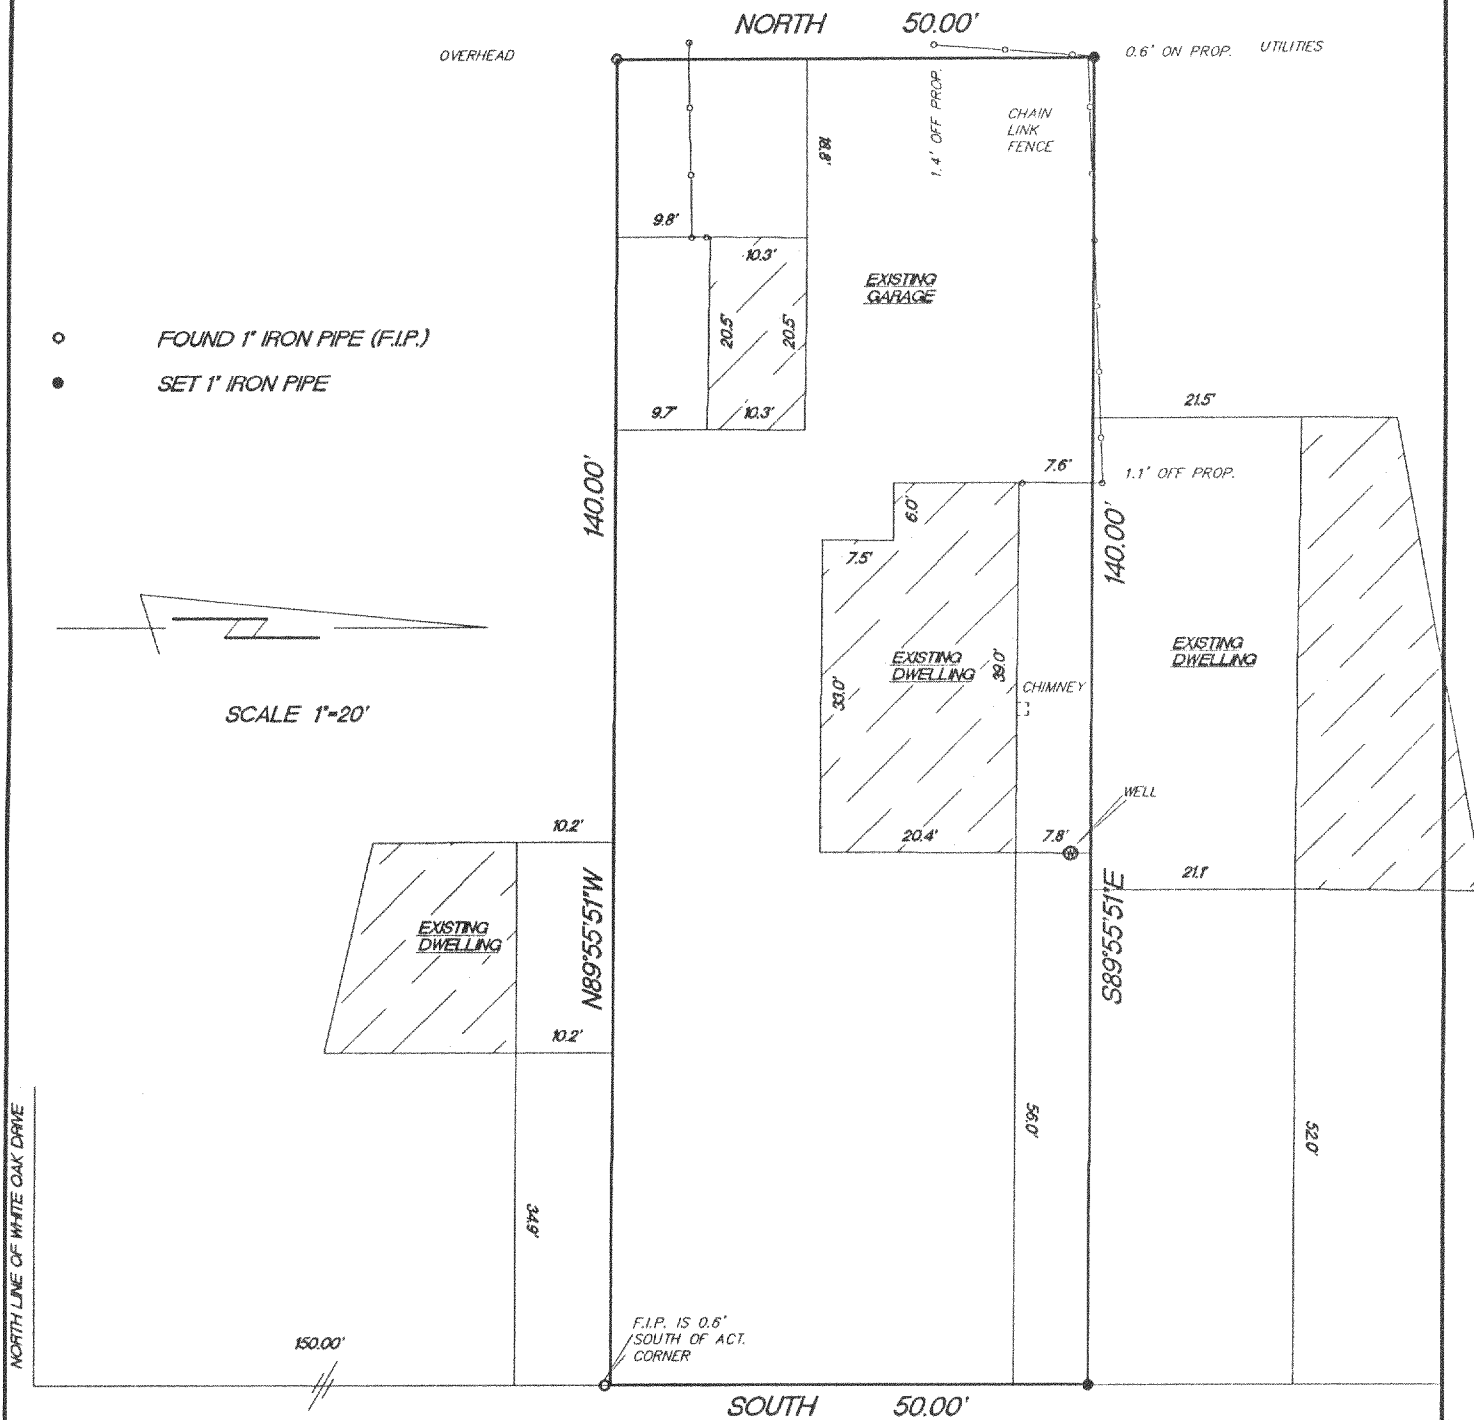 NORTH 50.00'
OVERHEAD
0.6' ON PROP.
UTILITIES
1.4' OFF PROP.
CHAIN
LINK
FENCE
18.8'
9.8'
10.3'
EXISTING
GARAGE
20.5'
20.5'
FOUND 1" IRON PIPE (F.I.P.)
SET 1" IRON PIPE
9.7'
10.3'
21.5'
140.00'
7.6'
1.1' OFF PROP.
6.0'
140.00'
7.5'
EXISTING
DWELLING
33.0'
39.0'
CHIMNEY
EXISTING
DWELLING
SCALE 1"=20'
WELL
10.2'
20.4'
7.8'
W
21.1'
N89°55'51"W
S89°55'51"E
EXISTING
DWELLING
10.2'
56.0'
52.0'
34.9'
NORTH LINE OF WHITE OAK DRIVE
150.00'
F.I.P. IS 0.6'
SOUTH OF ACT.
CORNER
SOUTH 50.00'